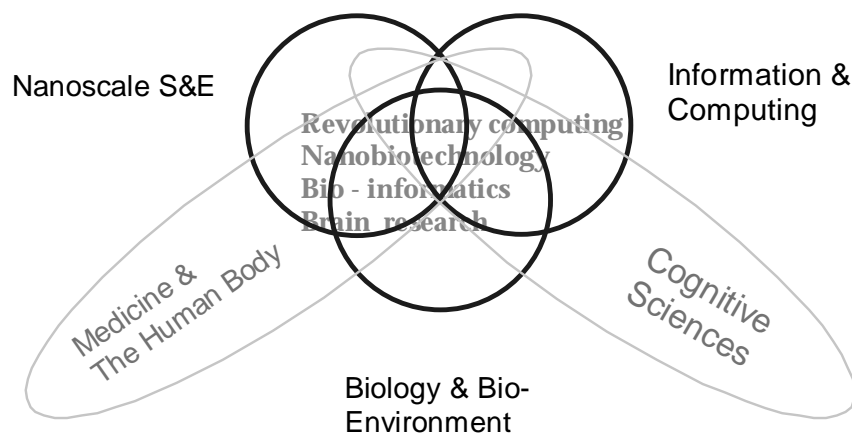 Nanoscale S&E
Information &
Computing
Revolutionary computing
Nanobiotechnology
Bio - informatics
Brain research
Medicine &
The Human Body
Cognitive
Sciences
Biology & Bio-
Environment